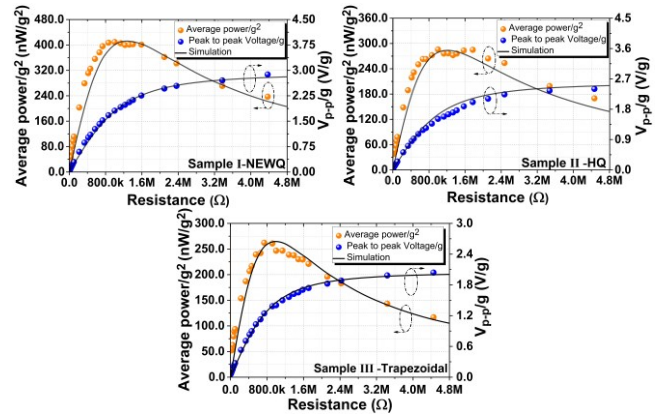 Average power/g² (nW/g²)
480.0
400.0
320.0
240.0
160.0
80.0
0.0
Average power/g²
Peak to peak Voltage/g
Simulation
Sample I-NEWQ
4.50
3.75
3.00
2.25
1.50
0.75
0.00
Vp-p/g (V/g)
0.0 800.0k 1.6M 2.4M 3.2M 4.0M 4.8M
Resistance (Ω)
Average power/g² (nW/g²)
360.0
300.0
240.0
180.0
120.0
60.0
0.0
Average power/g²
Peak to peak Voltage/g
Simulation
Sample II -HQ
4.5
3.6
2.7
1.8
0.9
0.0
Vp-p/g (V/g)
0.0 800.0k 1.6M 2.4M 3.2M 4.0M 4.8M
Resistance (Ω)
Average power/g² (nW/g²)
300.0
250.0
200.0
150.0
100.0
50.0
0.0
Average power/g²
Peak to peak Voltage/g
Simulation
Sample III -Trapezoidal
3.0
2.4
1.8
1.2
0.6
0.0
Vp-p/g (V/g)
0.0 800.0k 1.6M 2.4M 3.2M 4.0M 4.8M
Resistance (Ω)